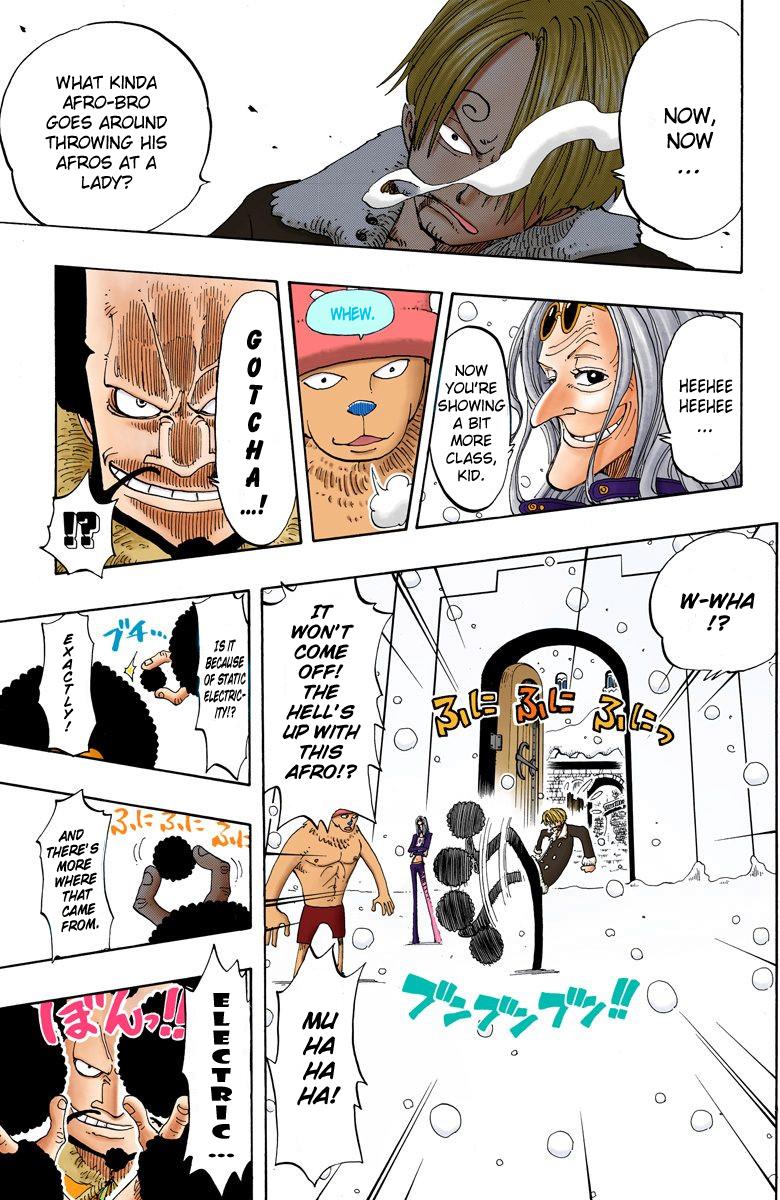 NOW,
NOW
...
WHAT KINDA
AFRO-BRO
GOES AROUND
THROWING HIS
AFROS AT A
LADY?
HEEHEE
HEEHEE
...
NOW
YOU'RE
SHOWING
A BIT
MORE
CLASS,
KID.
WHEW.
GOTCHA...!
!?
W-WHA
!?
ふに ふに ふにっ
IT
WON'T
COME
OFF!
THE
HELL'S
UP WITH
THIS
AFRO!?
ブンブンブン!!
MU
HA
HA
HA!
IS IT
BECAUSE
OF STATIC
ELECTRIC-
ITY!?
ブチ...
EXACTLY!
ふに ふに ふに
AND
THERE'S
MORE
WHERE
THAT
CAME
FROM.
ELECTRIC...
ぼんっ!!